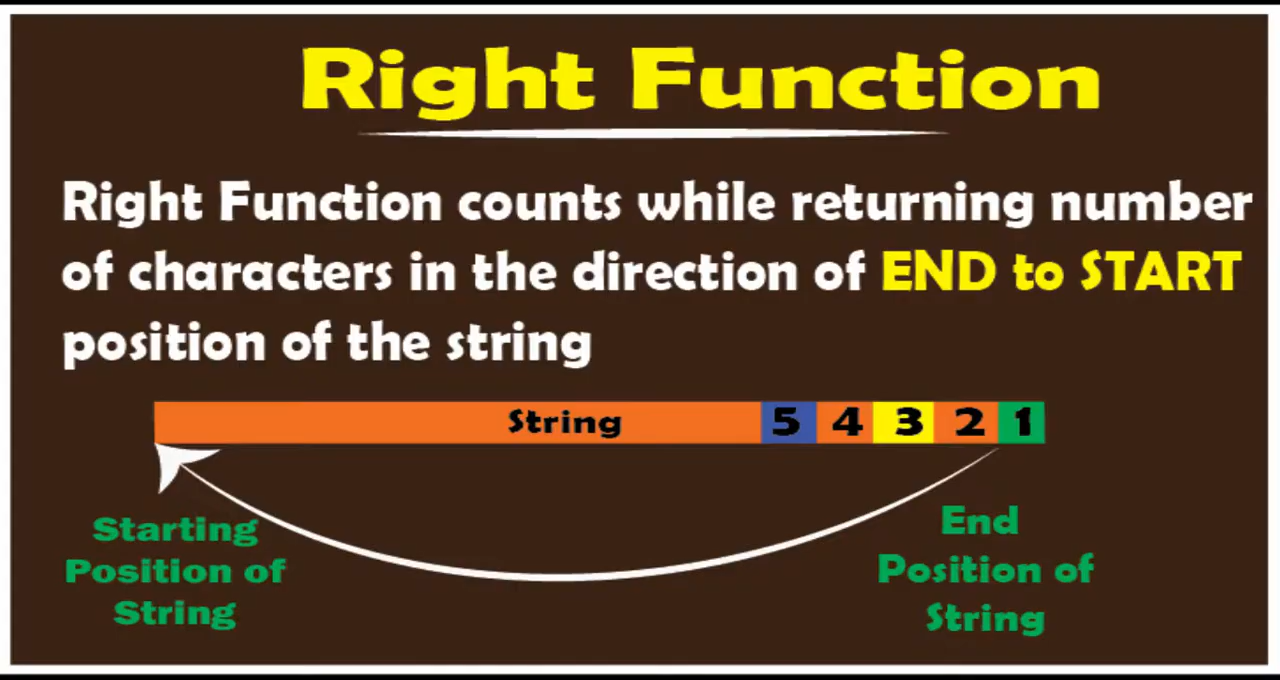 Right Function
Right Function counts while returning number
of characters in the direction of END to START
position of the string
String 5 4 3 2 1
Starting
Position of
String
End
Position of
String